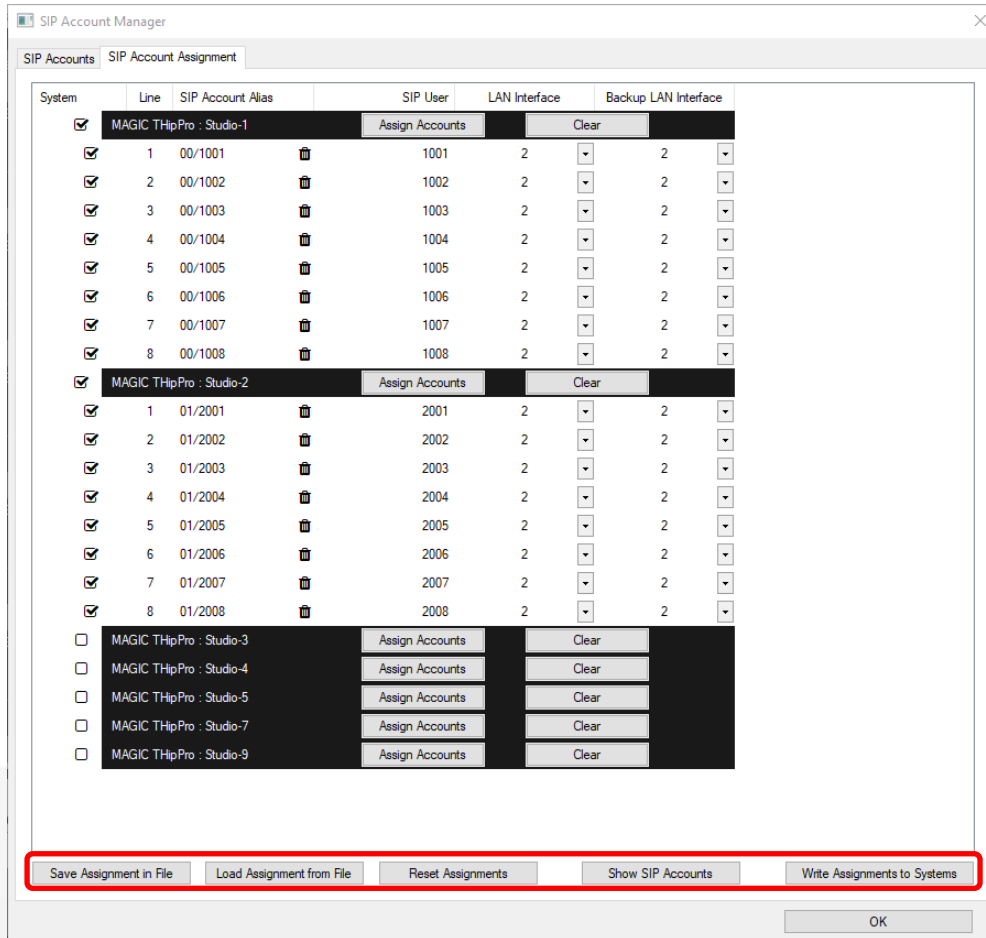 SIP Account Manager
SIP Accounts SIP Account Assignment
System Line SIP Account Alias SIP User LAN Interface Backup LAN Interface
MAGIC THipPro : Studio-1 Assign Accounts Clear
1 00/1001 1001 2 2
2 00/1002 1002 2 2
3 00/1003 1003 2 2
4 00/1004 1004 2 2
5 00/1005 1005 2 2
6 00/1006 1006 2 2
7 00/1007 1007 2 2
8 00/1008 1008 2 2
MAGIC THipPro : Studio-2 Assign Accounts Clear
1 01/2001 2001 2 2
2 01/2002 2002 2 2
3 01/2003 2003 2 2
4 01/2004 2004 2 2
5 01/2005 2005 2 2
6 01/2006 2006 2 2
7 01/2007 2007 2 2
8 01/2008 2008 2 2
MAGIC THipPro : Studio-3 Assign Accounts Clear
MAGIC THipPro : Studio-4 Assign Accounts Clear
MAGIC THipPro : Studio-5 Assign Accounts Clear
MAGIC THipPro : Studio-7 Assign Accounts Clear
MAGIC THipPro : Studio-9 Assign Accounts Clear
Save Assignment in File Load Assignment from File Reset Assignments Show SIP Accounts Write Assignments to Systems
OK